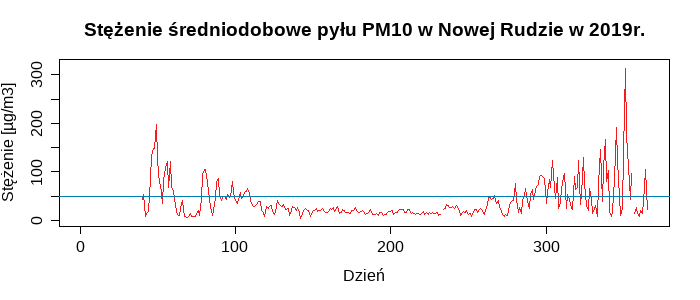 Stężenie średniodobowe pyłu PM10 w Nowej Rudzie w 2019r.
Stężenie [µg/m3]
300
200
100
0
0 100 200 300
Dzień